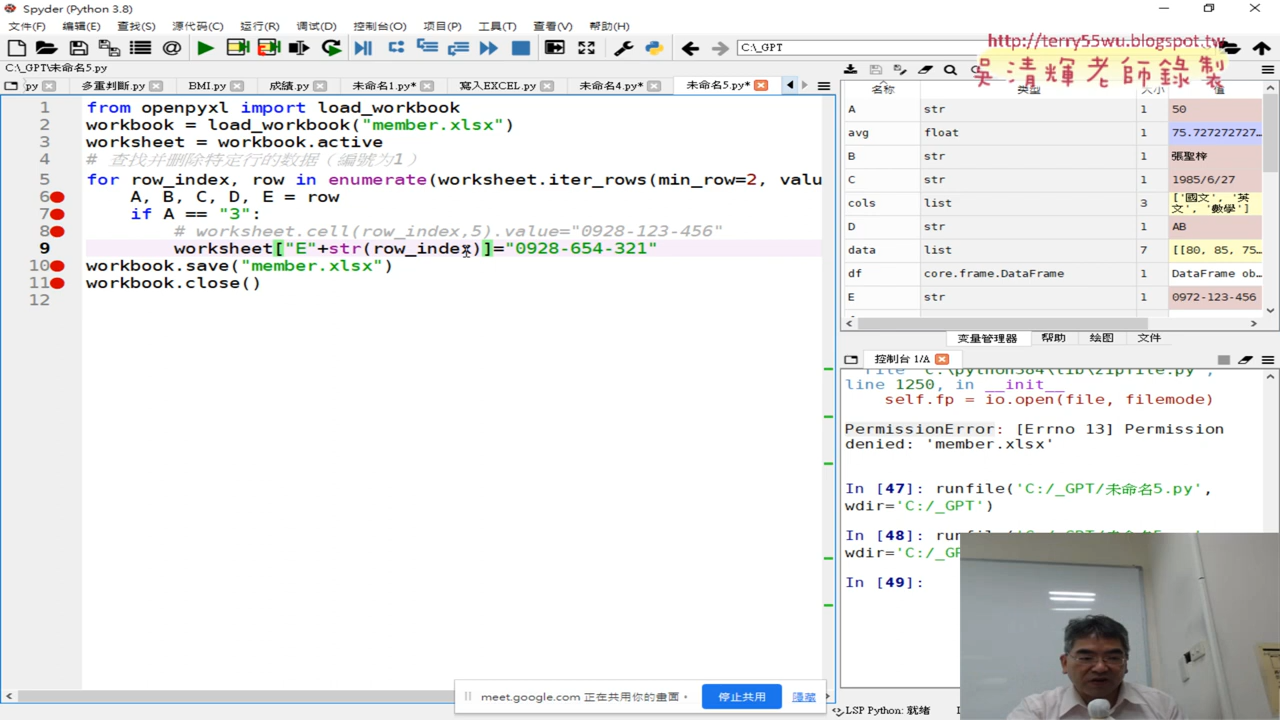 Spyder (Python 3.8)
文件(F) 编辑(E) 查找(S) 源代码(C) 运行(R) 调试(D) 控制台(O) 项目(P) 工具(T) 查看(V) 帮助(H)
C:\_GPT
http://terry55wu.blogspot.tw
吳清輝老師錄製
C:\_GPT\未命名5.py
py 多重判斷.py BMI.py 成績.py 未命名1.py* 寫入EXCEL.py 未命名4.py* 未命名5.py*
1 from openpyxl import load_workbook
2 workbook = load_workbook("member.xlsx")
3 worksheet = workbook.active
4 # 查找并删除特定行的数据（編號為1）
5 for row_index, row in enumerate(worksheet.iter_rows(min_row=2, valu
6 A, B, C, D, E = row
7 if A == "3":
8 # worksheet.cell(row_index,5).value="0928-123-456"
9 worksheet["E"+str(row_index)]="0928-654-321"
10 workbook.save("member.xlsx")
11 workbook.close()
12
名称 类型 大小 值
A str 1 50
avg float 1 75.727272727…
B str 1 張聖梓
C str 1 1985/6/27
cols list 3 ['國文', '英文', '數學']
D str 1 AB
data list 7 [[80, 85, 75…
df core.frame.DataFrame 1 DataFrame ob…
E str 1 0972-123-456
变量管理器 帮助 绘图 文件
控制台 1/A
File "C:\python384\lib\zipfile.py",
line 1250, in __init__
self.fp = io.open(file, filemode)
PermissionError: [Errno 13] Permission
denied: 'member.xlsx'
In [47]: runfile('C:/_GPT/未命名5.py',
wdir='C:/_GPT')
In [48]:
wdir='C:/_GP
In [49]:
meet.google.com 正在共用你的畫面。
停止共用
隱藏
LSP Python: 就绪